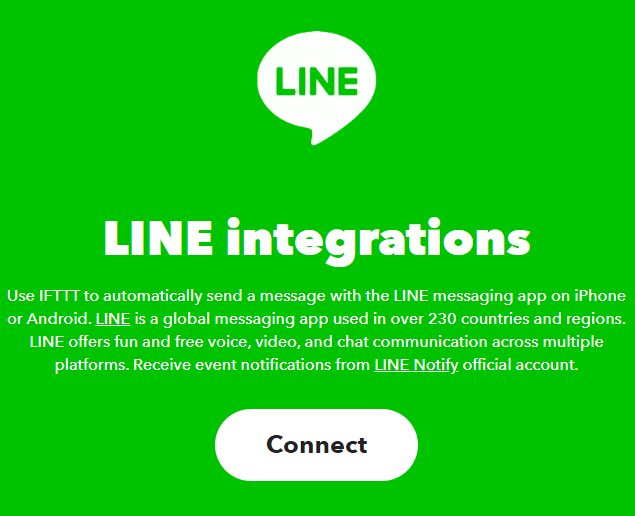 LINE
LINE integrations
Use IFTTT to automatically send a message with the LINE messaging app on iPhone
or Android. LINE is a global messaging app used in over 230 countries and regions.
LINE offers fun and free voice, video, and chat communication across multiple
platforms. Receive event notifications from LINE Notify official account.
Connect